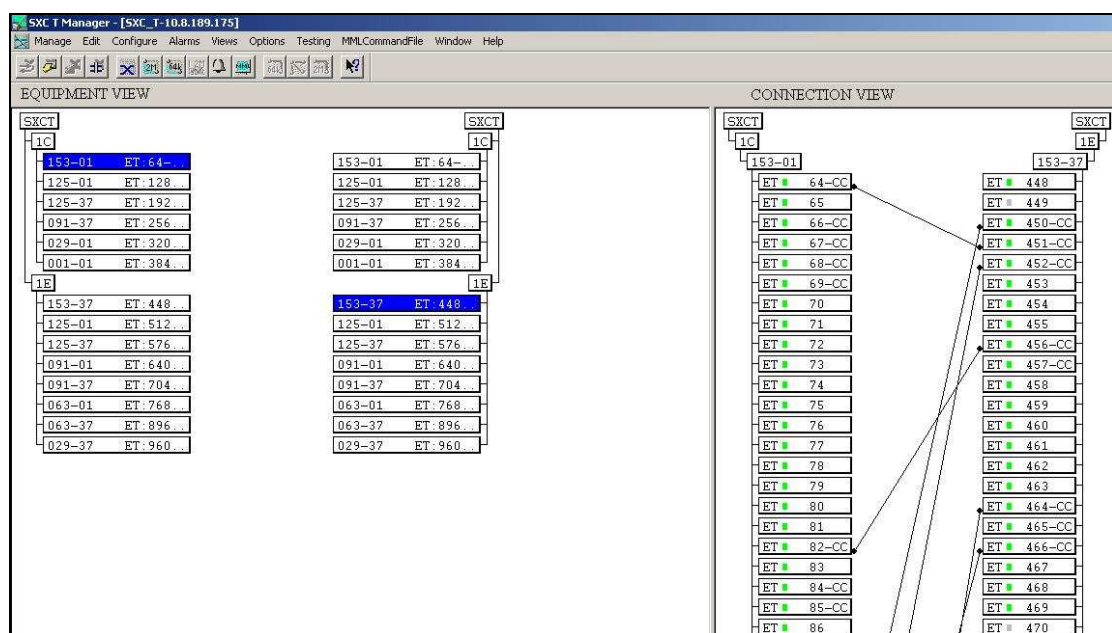 SXC T Manager - [SXC_T-10.8.189.175]
Manage Edit Configure Alarms Views Options Testing MMLCommandFile Window Help
EQUIPMENT VIEW
SXCT SXCT
1C 1C
153-01 ET:64-... 153-01 ET:64-...
125-01 ET:128... 125-01 ET:128...
125-37 ET:192... 125-37 ET:192...
091-37 ET:256... 091-37 ET:256...
029-01 ET:320... 029-01 ET:320...
001-01 ET:384... 001-01 ET:384...
1E 1E
153-37 ET:448... 153-37 ET:448...
125-01 ET:512... 125-01 ET:512...
125-37 ET:576... 125-37 ET:576...
091-01 ET:640... 091-01 ET:640...
091-37 ET:704... 091-37 ET:704...
063-01 ET:768... 063-01 ET:768...
063-37 ET:896... 063-37 ET:896...
029-37 ET:960... 029-37 ET:960...
CONNECTION VIEW
SXCT SXCT
1C 1E
153-01 153-37
ET 64-CC ET 448
ET 65 ET 449
ET 66-CC ET 450-CC
ET 67-CC ET 451-CC
ET 68-CC ET 452-CC
ET 69-CC ET 453
ET 70 ET 454
ET 71 ET 455
ET 72 ET 456-CC
ET 73 ET 457-CC
ET 74 ET 458
ET 75 ET 459
ET 76 ET 460
ET 77 ET 461
ET 78 ET 462
ET 79 ET 463
ET 80 ET 464-CC
ET 81 ET 465-CC
ET 82-CC ET 466-CC
ET 83 ET 467
ET 84-CC ET 468
ET 85-CC ET 469
ET 86 ET 470